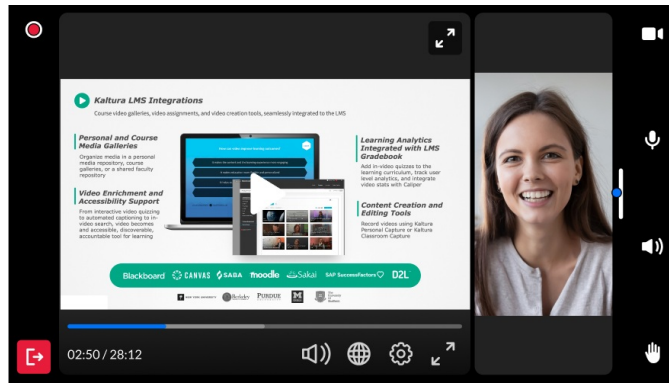 Kaltura LMS Integrations
Course video galleries, video assignments, and video creation tools, seamlessly integrated to the LMS
Personal and Course
Media Galleries
Organize media in a personal
media repository, course
galleries, or a shared faculty
repository
Video Enrichment and
Accessibility Support
From interactive video quizzing
to automated captioning to in-
video search, video becomes
and accessible, discoverable,
accountable tool for learning
Learning Analytics
Integrated with LMS
Gradebook
Add in-video quizzes to the
learning curriculum, track user
level analytics, and integrate
video stats with Caliper
Content Creation and
Editing Tools
Record videos using Kaltura
Personal Capture or Kaltura
Classroom Capture
Blackboard CANVAS SABA moodle Sakai SAP SuccessFactors D2L
Berkeley PURDUE M
02:50 / 28:12